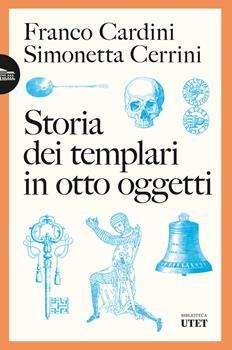 Franco Cardini
Simonetta Cerrini
Storia
dei templari
in otto oggetti
BIBLIOTECA
UTET